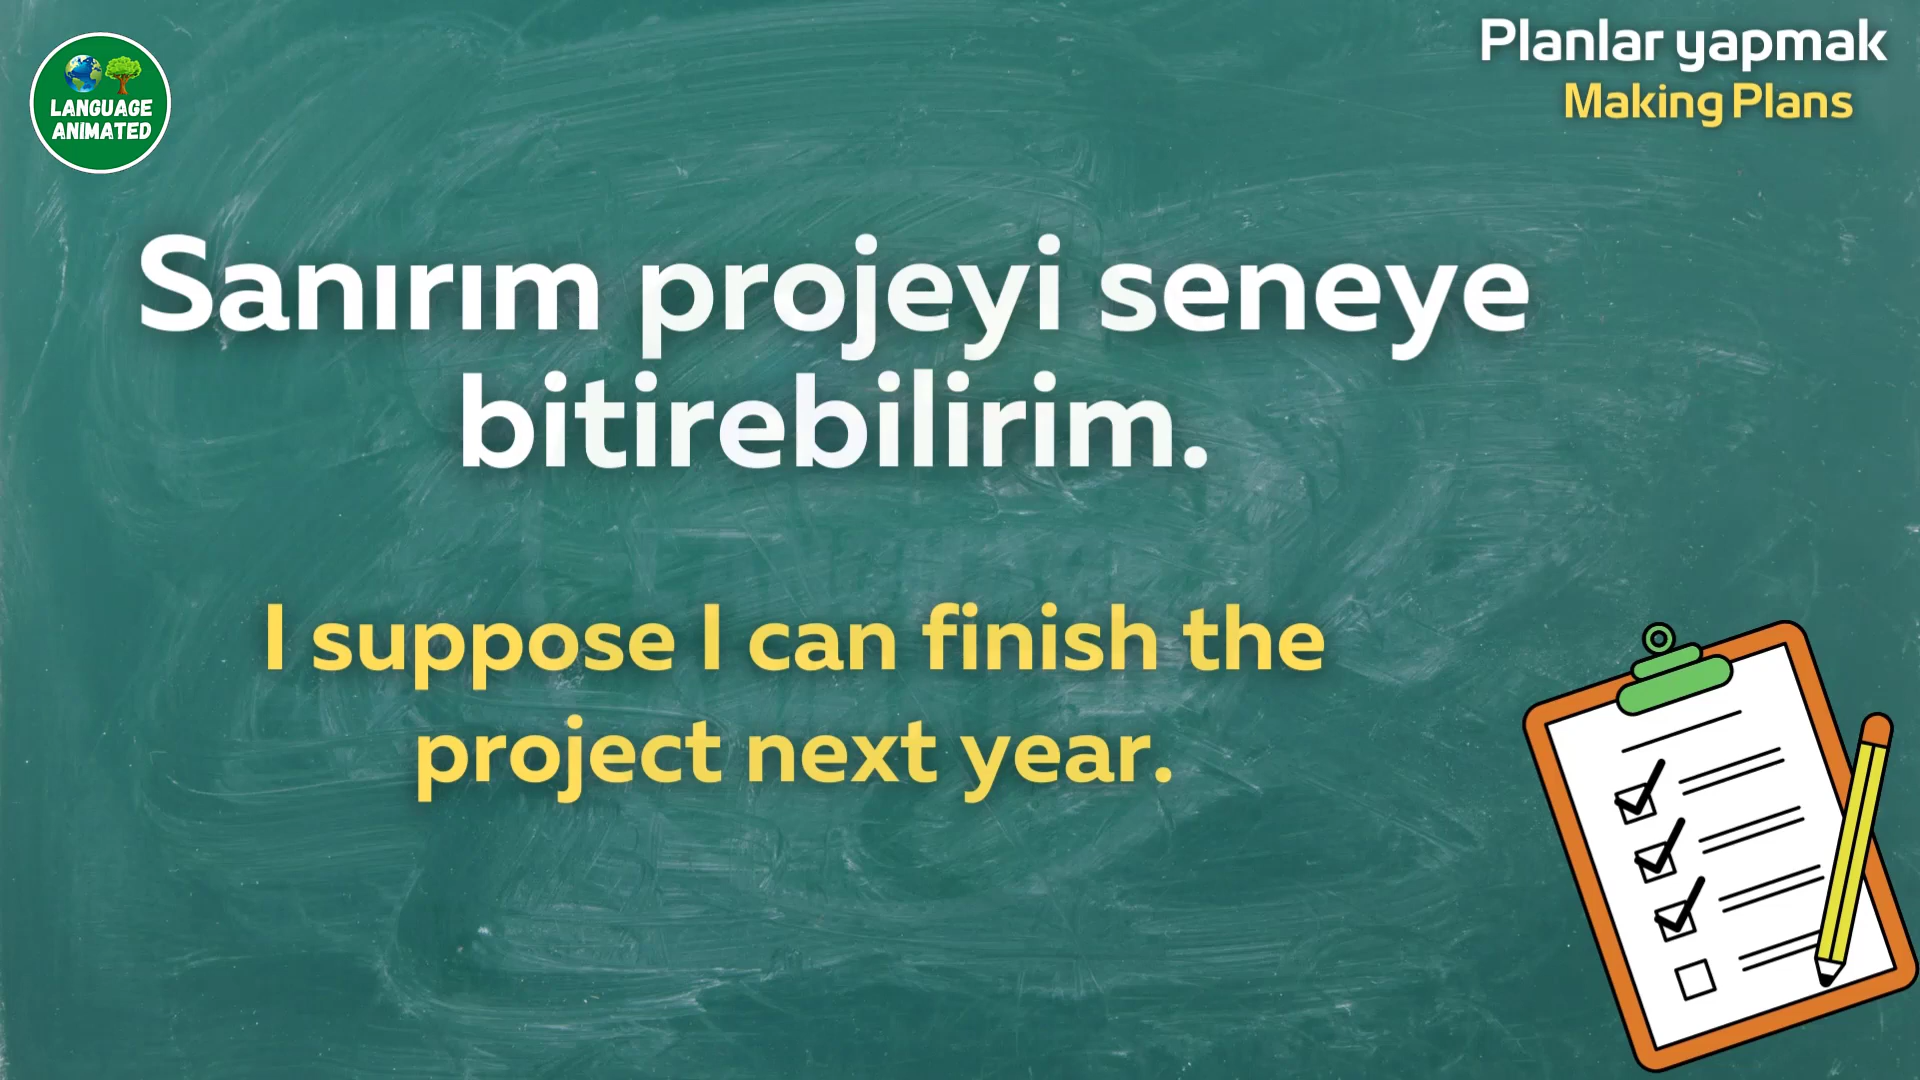 LANGUAGE
ANIMATED
Planlar yapmak
Making Plans
Sanırım projeyi seneye
bitirebilirim.
I suppose I can finish the
project next year.